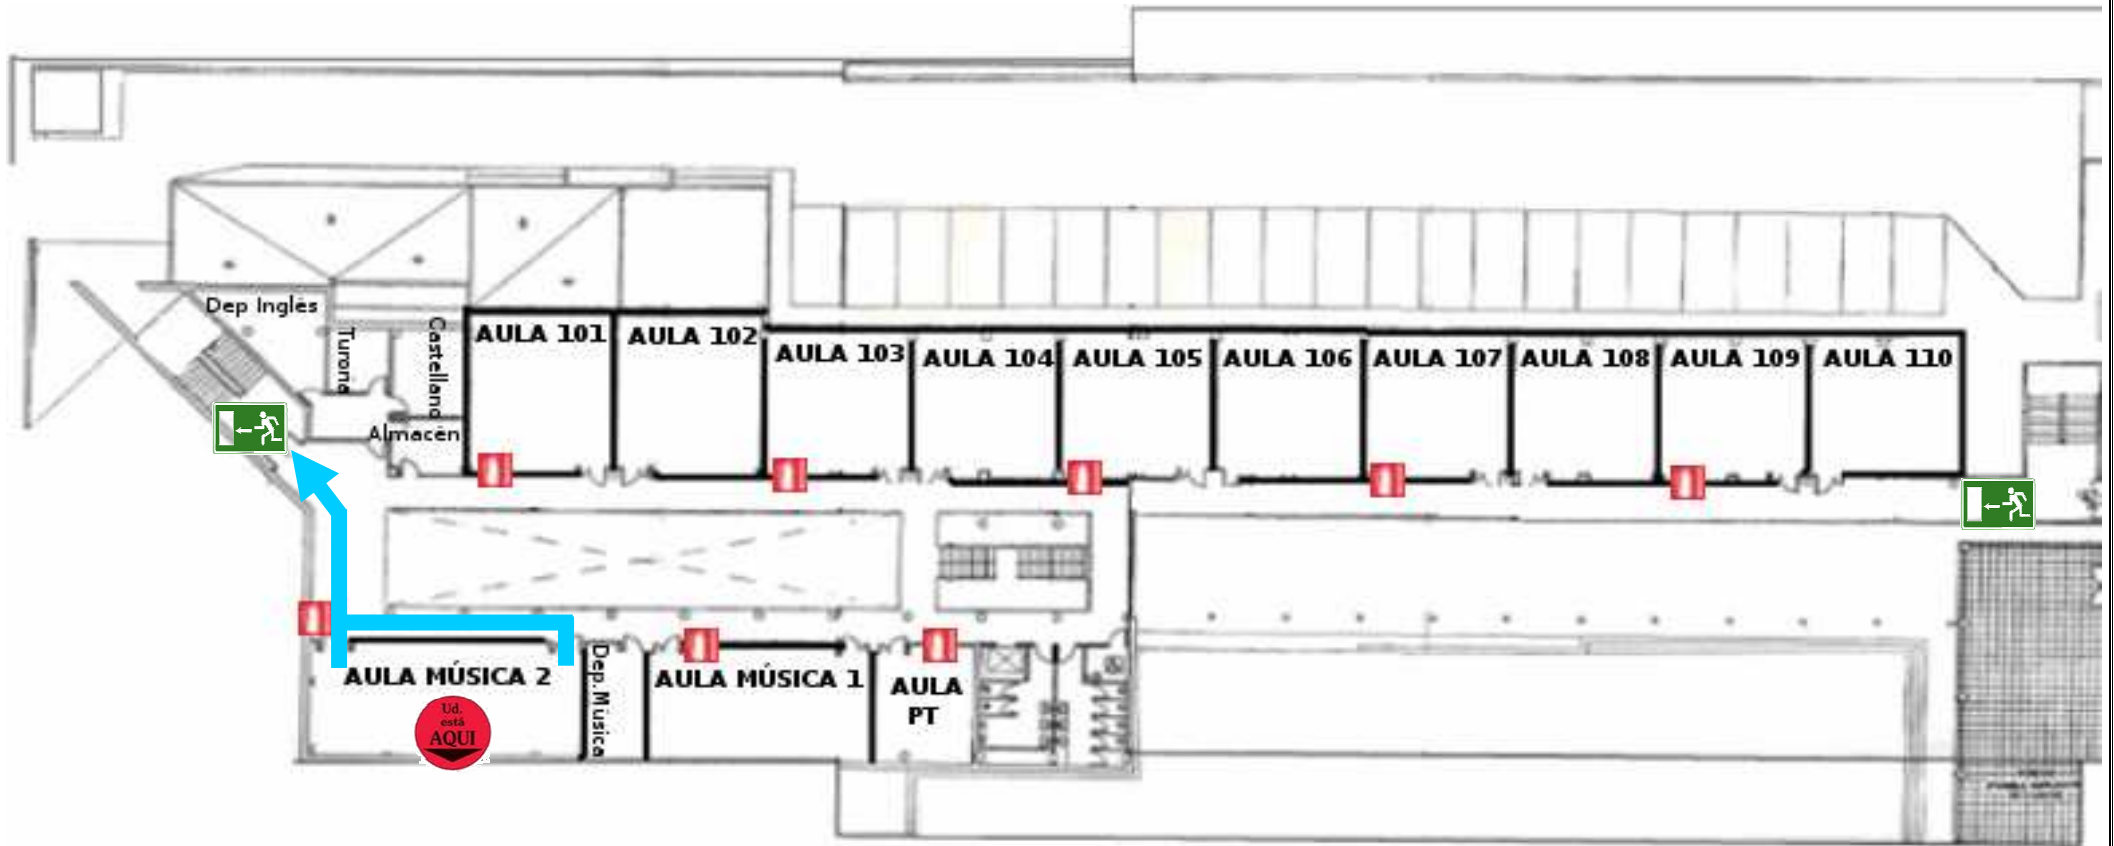 Dep Inglés
Turona
Castellano
AULA 101
AULA 102
AULA 103
AULA 104
AULA 105
AULA 106
AULA 107
AULA 108
AULA 109
AULA 110
Almacén
AULA MÚSICA 2
Dep.Música
AULA MÚSICA 1
AULA
PT
Ud.
está
AQUI